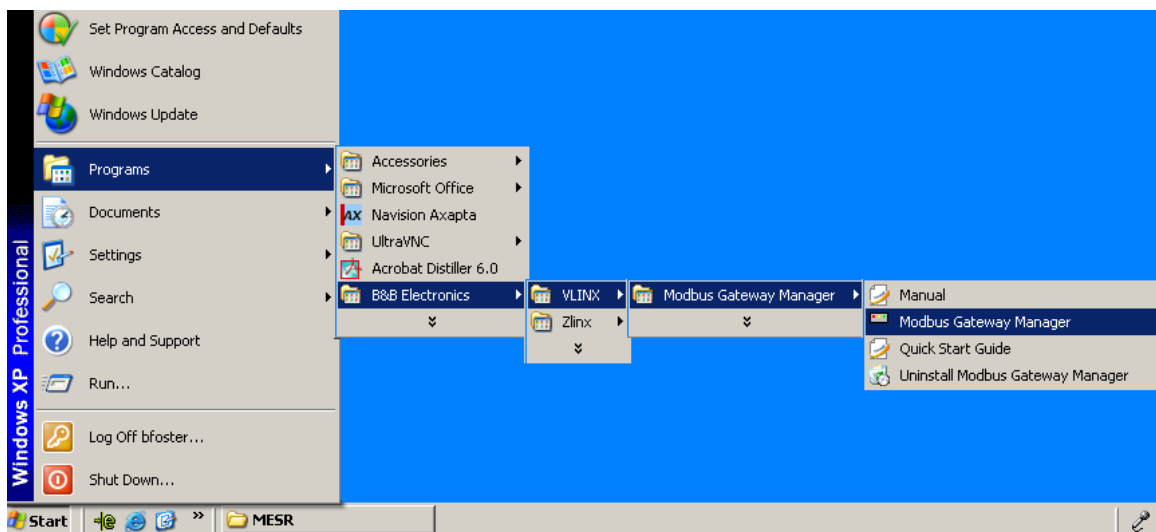 Set Program Access and Defaults
Windows Catalog
Windows Update
Programs
Documents
Settings
Search
Help and Support
Run...
Log Off bfoster...
Shut Down...
Windows XP Professional
Accessories
Microsoft Office
AX Navision Axapta
UltraVNC
Acrobat Distiller 6.0
B&B Electronics
VLINX
Zlinx
Modbus Gateway Manager
Manual
Modbus Gateway Manager
Quick Start Guide
Uninstall Modbus Gateway Manager
Start
MESR